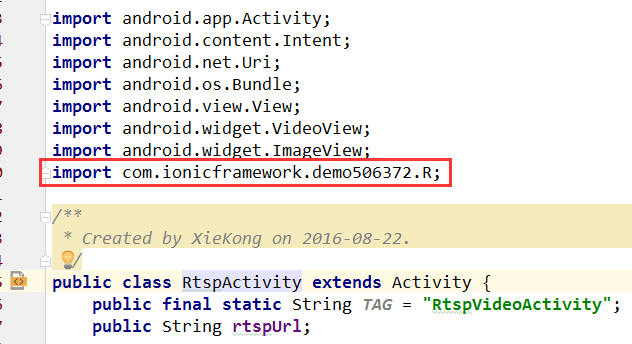 import android.app.Activity;
import android.content.Intent;
import android.net.Uri;
import android.os.Bundle;
import android.view.View;
import android.widget.VideoView;
import android.widget.ImageView;
import com.ionicframework.demo506372.R;
/**
 * Created by XieKong on 2016-08-22.
 */
public class RtspActivity extends Activity {
    public final static String TAG = "RtspVideoActivity";
    public String rtspUrl;